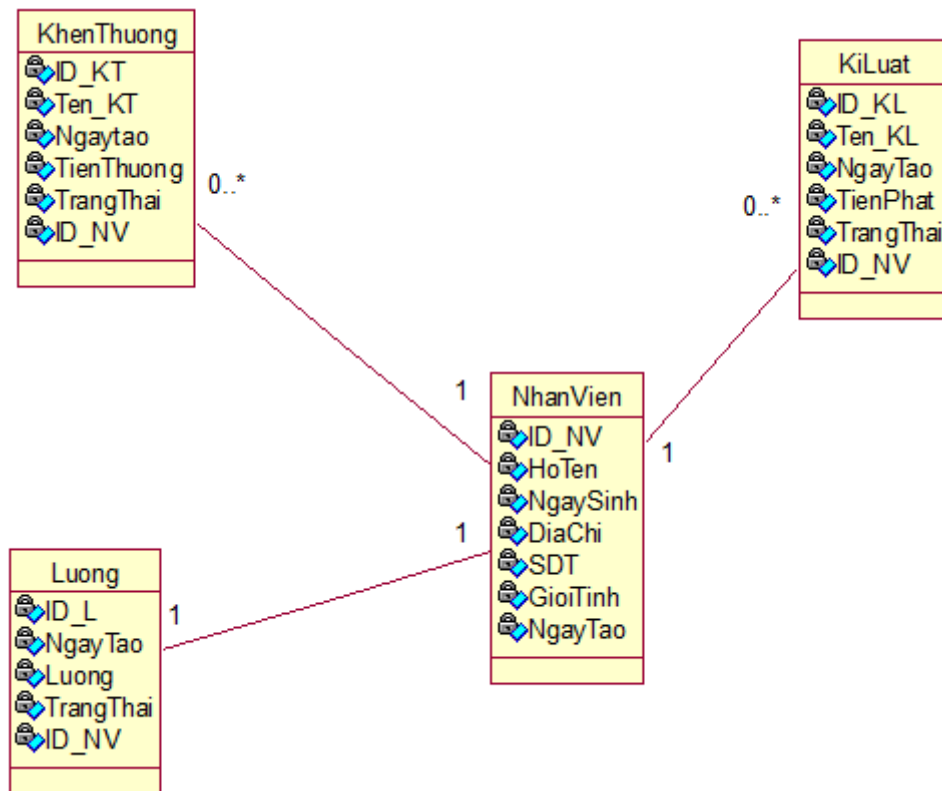 KhenThuong
ID_KT
Ten_KT
Ngaytao
TienThuong
TrangThai
ID_NV
0..*
KiLuat
ID_KL
Ten_KL
NgayTao
TienPhat
TrangThai
ID_NV
0..*
1
1
NhanVien
ID_NV
HoTen
NgaySinh
DiaChi
SDT
GioiTinh
NgayTao
1
1
Luong
ID_L
NgayTao
Luong
TrangThai
ID_NV